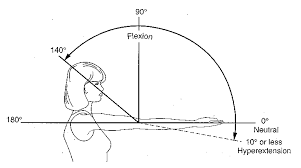 90°
Flexion
140°
180°
0°
Neutral
10° or less
Hyperextension